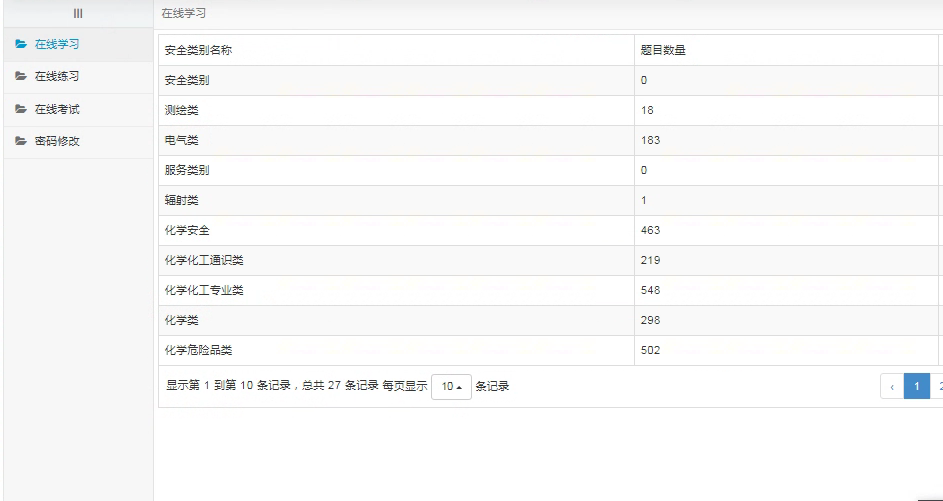 在线学习
在线学习
在线练习
在线考试
密码修改
安全类别名称 题目数量
安全类别 0
测绘类 18
电气类 183
服务类别 0
辐射类 1
化学安全 463
化学化工通识类 219
化学化工专业类 548
化学类 298
化学危险品类 502
显示第 1 到第 10 条记录，总共 27 条记录 每页显示 10 条记录 ‹ 1 2